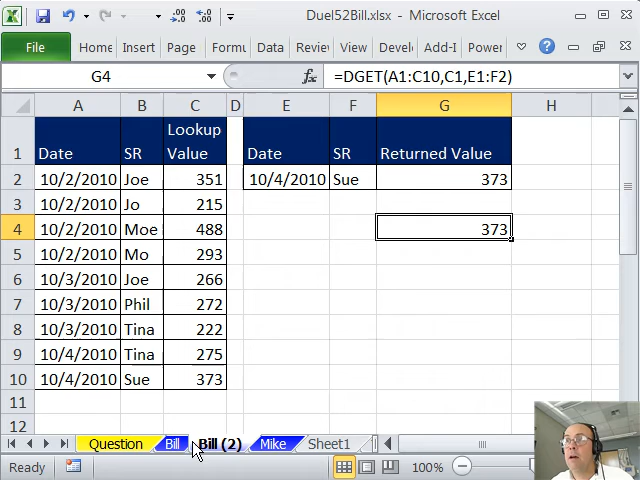 Duel52Bill.xlsx - Microsoft Excel
File Home Insert Page Formu Data Review View Develo Add-I Power
G4 =DGET(A1:C10,C1,E1:F2)
A B C D E F G H
1 Date SR Lookup Value Date SR Returned Value
2 10/2/2010 Joe 351 10/4/2010 Sue 373
3 10/2/2010 Jo 215
4 10/2/2010 Moe 488 373
5 10/2/2010 Mo 293
6 10/3/2010 Joe 266
7 10/3/2010 Phil 272
8 10/3/2010 Tina 222
9 10/4/2010 Tina 275
10 10/4/2010 Sue 373
11
12
Question Bill Bill (2) Mike Sheet1
Ready 100%